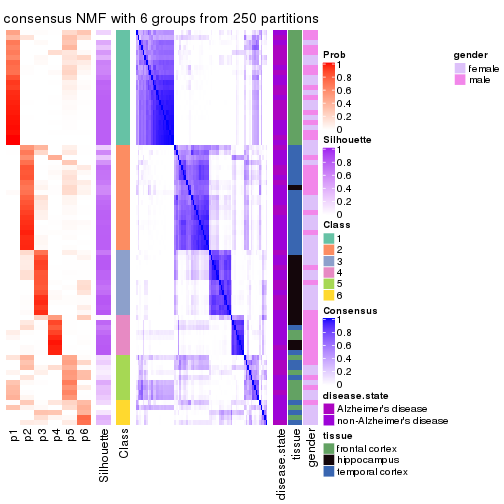 consensus NMF with 6 groups from 250 partitions
Prob
1
0.8
0.6
0.4
0.2
0
gender
female
male
Silhouette
1
0.8
0.6
0.4
0.2
0
Class
1
2
3
4
5
6
Consensus
1
0.8
0.6
0.4
0.2
0
disease.state
Alzheimer's disease
non-Alzheimer's disease
tissue
frontal cortex
hippocampus
temporal cortex
p1
p2
p3
p4
p5
p6
Silhouette
Class
disease.state
tissue
gender